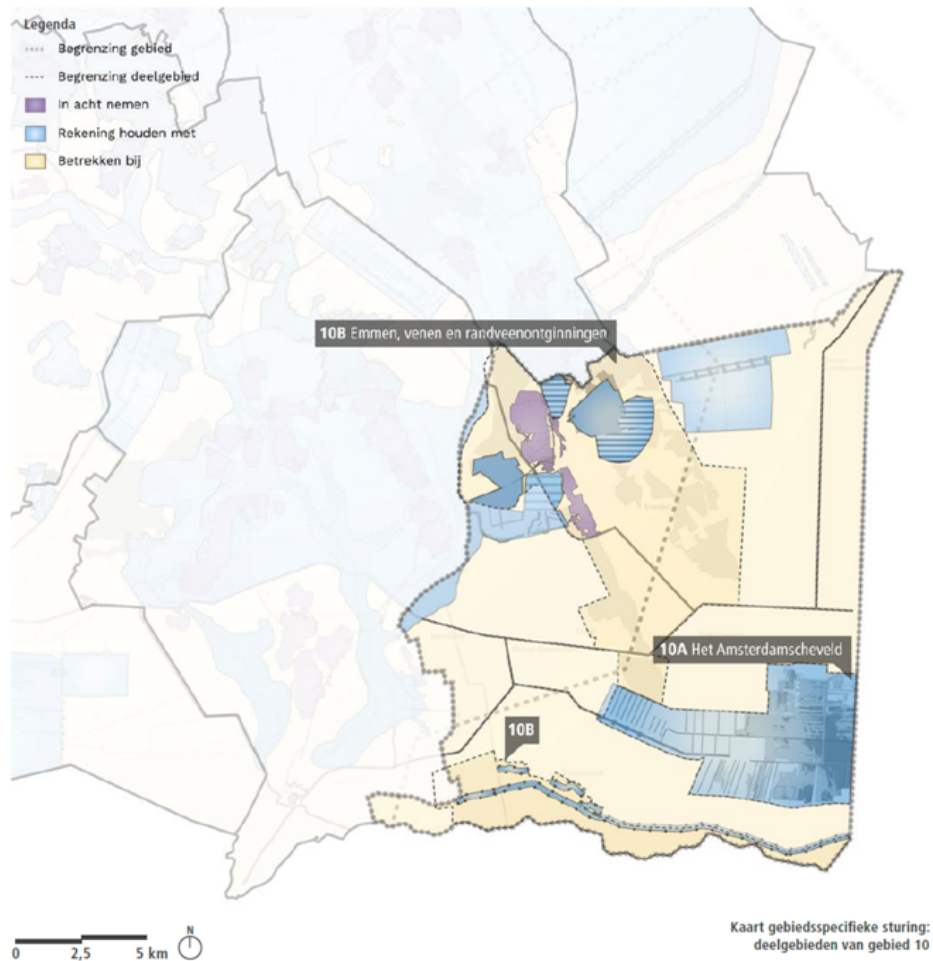 Legenda
Begrenzing gebied
Begrenzing deelgebied
In acht nemen
Rekening houden met
Betrekken bij
10B Emmen, venen en randveenontginningen
10A Het Amsterdamscheveld
10B
0 2,5 5 km
N
Kaart gebiedsspecifieke sturing:
deelgebieden van gebied 10